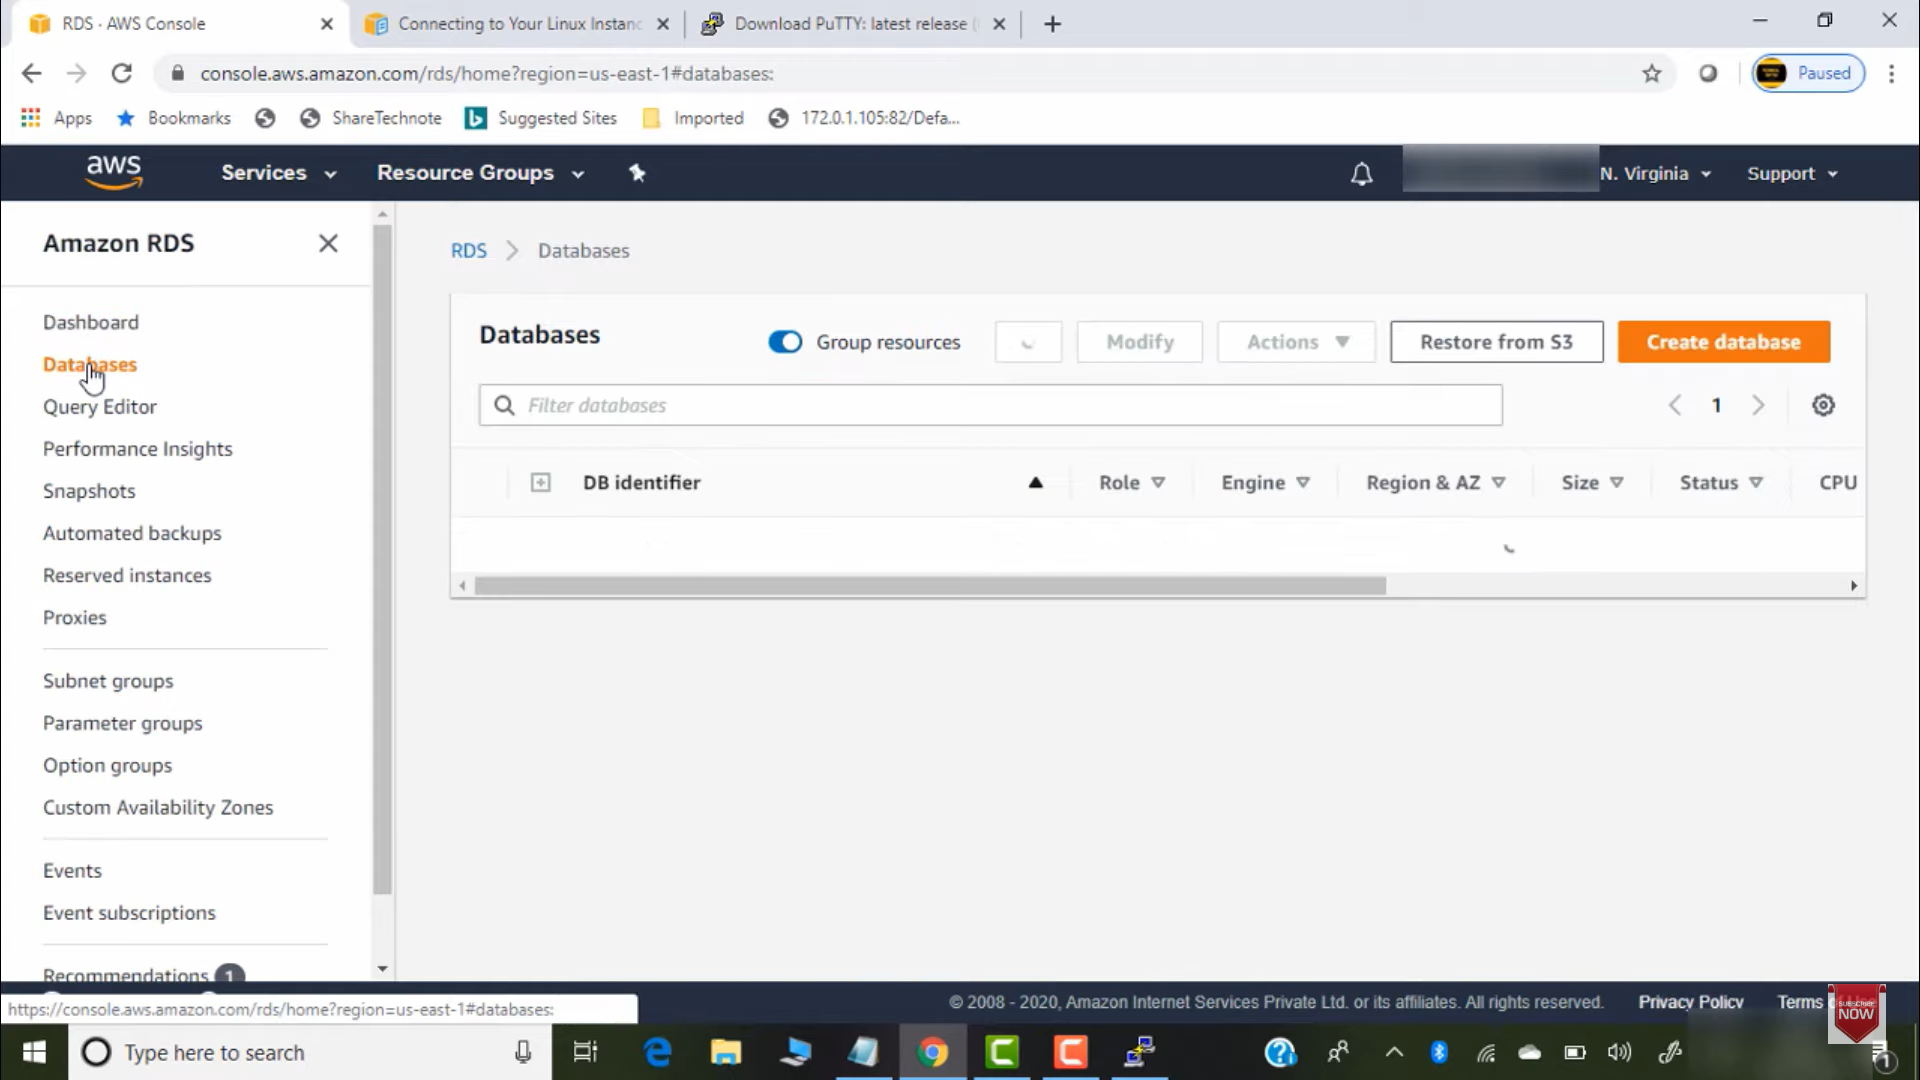 RDS - AWS Console
Connecting to Your Linux Instanc
Download PuTTY: latest release (
console.aws.amazon.com/rds/home?region=us-east-1#databases:
Paused
Apps
Bookmarks
ShareTechnote
Suggested Sites
Imported
172.0.1.105:82/Defa...
aws
Services
Resource Groups
N. Virginia
Support
Amazon RDS
Dashboard
Databases
Query Editor
Performance Insights
Snapshots
Automated backups
Reserved instances
Proxies
Subnet groups
Parameter groups
Option groups
Custom Availability Zones
Events
Event subscriptions
Recommendations 1
RDS > Databases
Databases
Group resources
Modify
Actions
Restore from S3
Create database
Filter databases
1
DB identifier
Role
Engine
Region & AZ
Size
Status
CPU
https://console.aws.amazon.com/rds/home?region=us-east-1#databases:
© 2008 - 2020, Amazon Internet Services Private Ltd. or its affiliates. All rights reserved.
Privacy Policy
Terms
SUBSCRIBE
NOW
Type here to search
1